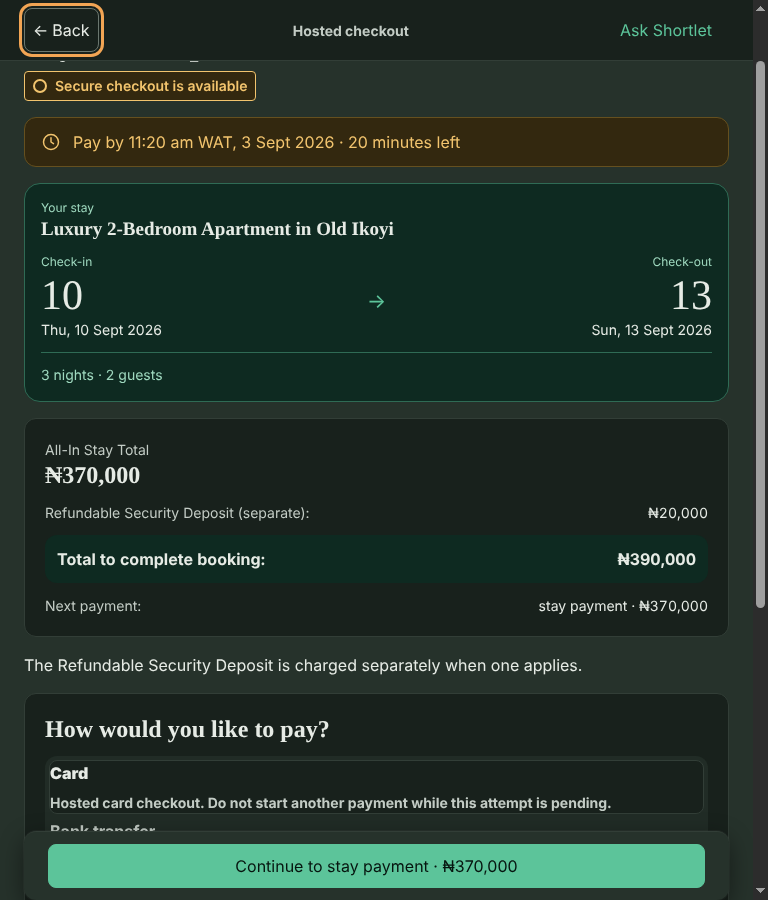 ← Back
Hosted checkout
Ask Shortlet
Secure checkout is available
Pay by 11:20 am WAT, 3 Sept 2026 · 20 minutes left
Your stay
Luxury 2-Bedroom Apartment in Old Ikoyi
Check-in
Check-out
10
→
13
Thu, 10 Sept 2026
Sun, 13 Sept 2026
3 nights · 2 guests
All-In Stay Total
₦370,000
Refundable Security Deposit (separate):
₦20,000
Total to complete booking:
₦390,000
Next payment:
stay payment · ₦370,000
The Refundable Security Deposit is charged separately when one applies.
How would you like to pay?
Card
Hosted card checkout. Do not start another payment while this attempt is pending.
Bank transfer
Continue to stay payment · ₦370,000